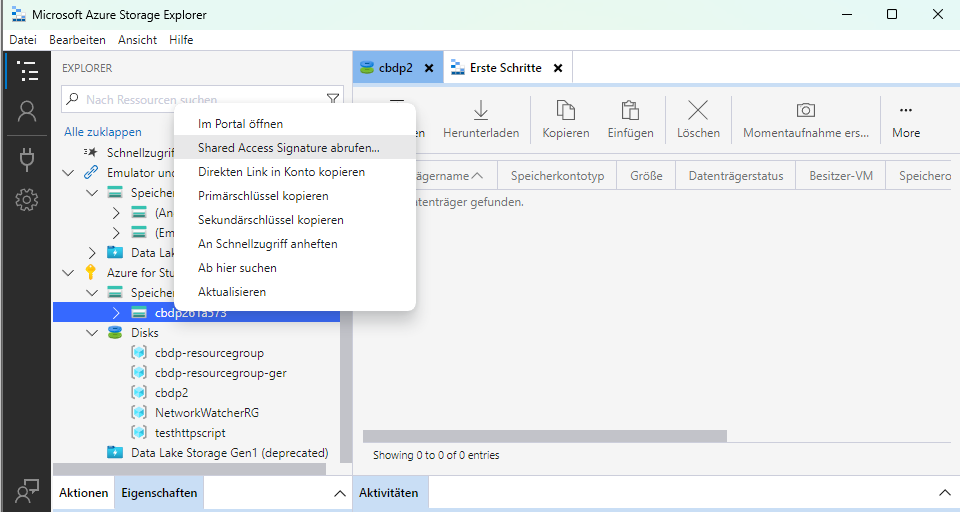 Microsoft Azure Storage Explorer
Datei Bearbeiten Ansicht Hilfe
EXPLORER
Nach Ressourcen suchen
Alle zuklappen
Schnellzugrif
Emulator und
Speicher
(An
(Em
Data Lake
Azure for Stu
Speicher
cbdp261a573
Disks
cbdp-resourcegroup
cbdp-resourcegroup-ger
cbdp2
NetworkWatcherRG
testhttpscript
Data Lake Storage Gen1 (deprecated)
Aktionen Eigenschaften
Im Portal öffnen
Shared Access Signature abrufen...
Direkten Link in Konto kopieren
Primärschlüssel kopieren
Sekundärschlüssel kopieren
An Schnellzugriff anheften
Ab hier suchen
Aktualisieren
cbdp2 Erste Schritte
en Herunterladen Kopieren Einfügen Löschen Momentaufnahme ers... More
trägername Speicherkontotyp Größe Datenträgerstatus Besitzer-VM Speichero
atenträger gefunden.
Showing 0 to 0 of 0 entries
Aktivitäten